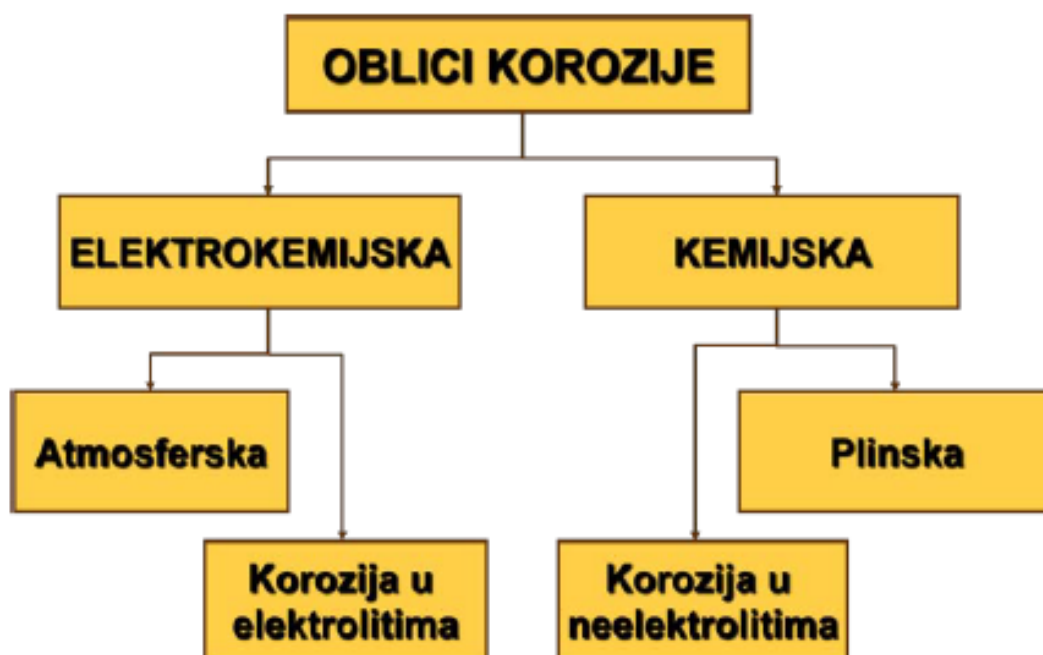 OBLICI KOROZIJE
ELEKTROKEMIJSKA
KEMIJSKA
Atmosferska
Plinska
Korozija u
elektrolitima
Korozija u
neelektrolitima